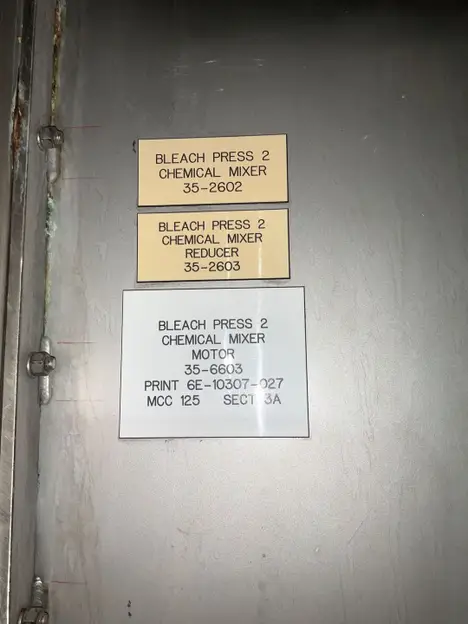 BLEACH PRESS 2
CHEMICAL MIXER
35-2602
BLEACH PRESS 2
CHEMICAL MIXER
REDUCER
35-2603
BLEACH PRESS 2
CHEMICAL MIXER
MOTOR
35-6603
PRINT 6E-10307-027
MCC 125 SECT 3A